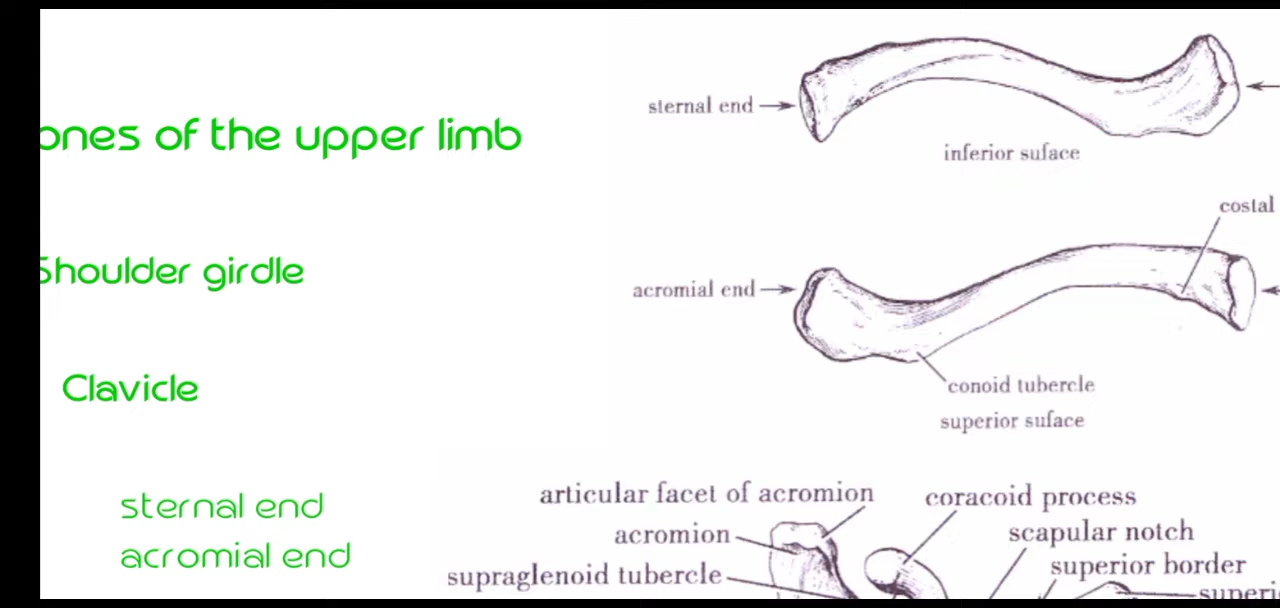 ones of the upper limb
Shoulder girdle
Clavicle
sternal end
acromial end
sternal end
inferior suface
costal
acromial end
conoid tubercle
superior suface
articular facet of acromion
coracoid process
acromion
scapular notch
supraglenoid tubercle
superior border
superi